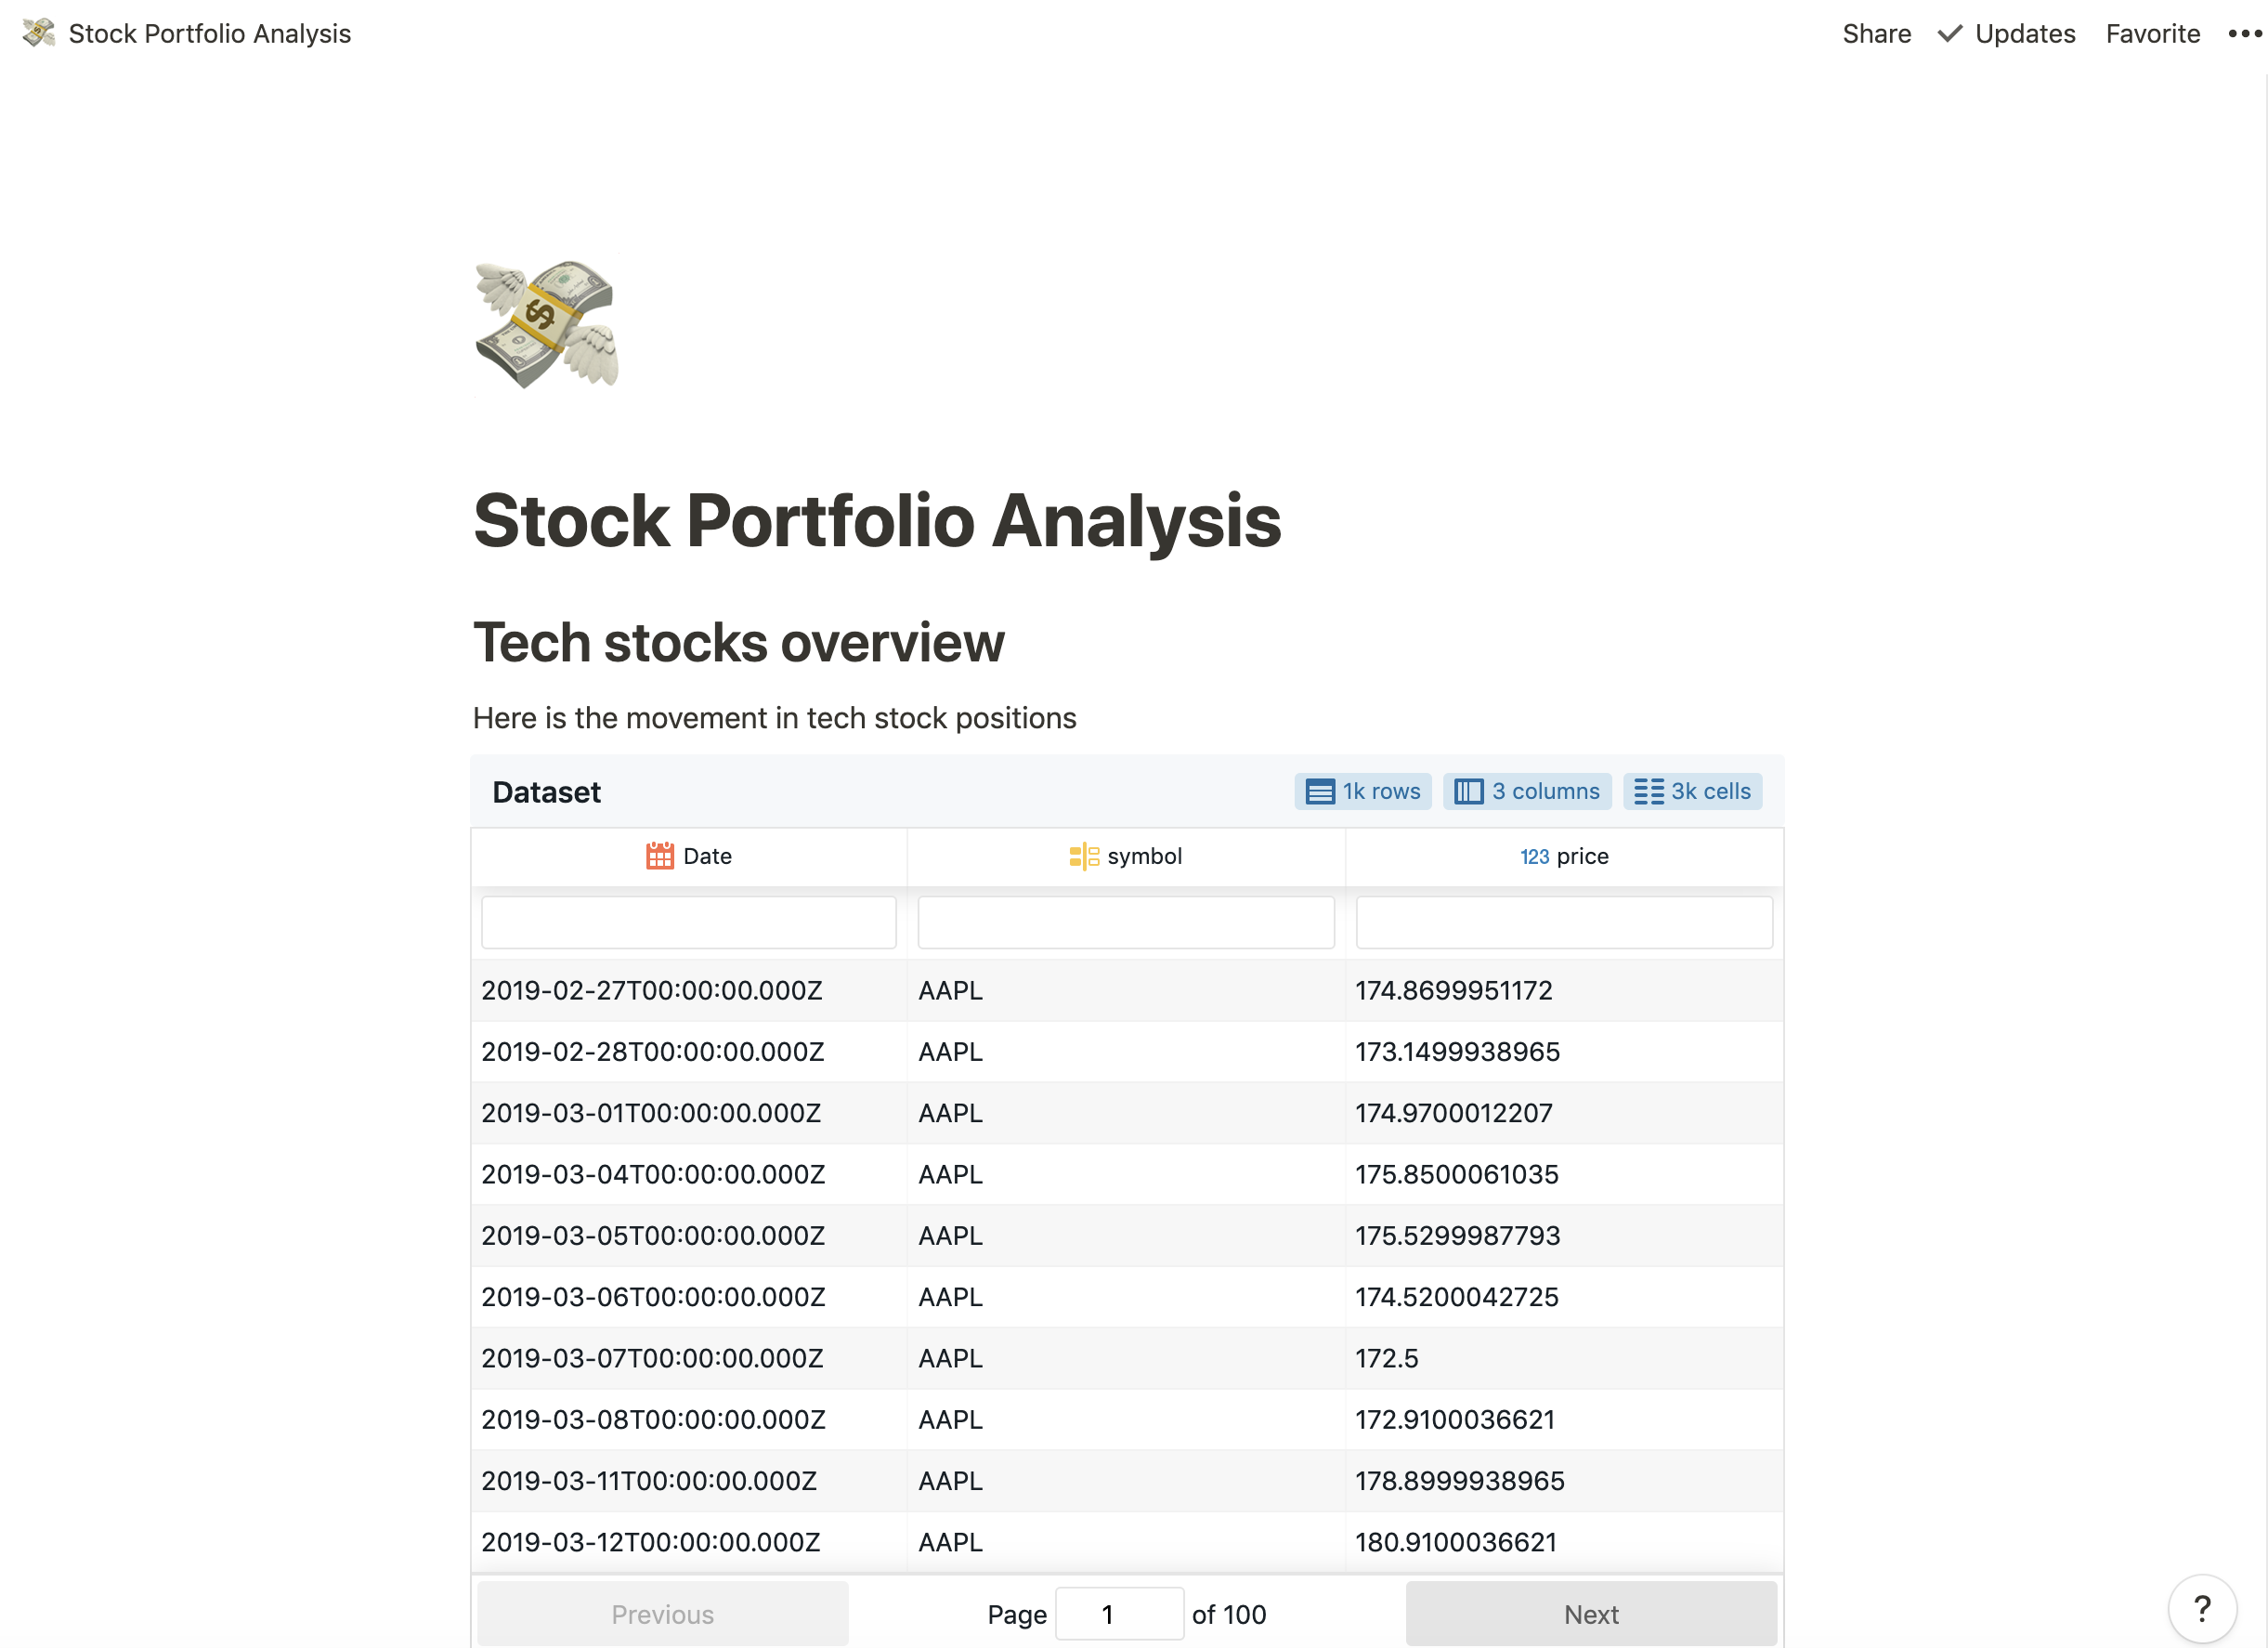 Stock Portfolio Analysis
Share Updates Favorite
Stock Portfolio Analysis
Tech stocks overview
Here is the movement in tech stock positions
Dataset 1k rows 3 columns 3k cells
Date symbol 123 price
2019-02-27T00:00:00.000Z AAPL 174.8699951172
2019-02-28T00:00:00.000Z AAPL 173.1499938965
2019-03-01T00:00:00.000Z AAPL 174.9700012207
2019-03-04T00:00:00.000Z AAPL 175.8500061035
2019-03-05T00:00:00.000Z AAPL 175.5299987793
2019-03-06T00:00:00.000Z AAPL 174.5200042725
2019-03-07T00:00:00.000Z AAPL 172.5
2019-03-08T00:00:00.000Z AAPL 172.9100036621
2019-03-11T00:00:00.000Z AAPL 178.8999938965
2019-03-12T00:00:00.000Z AAPL 180.9100036621
Previous Page 1 of 100 Next
?